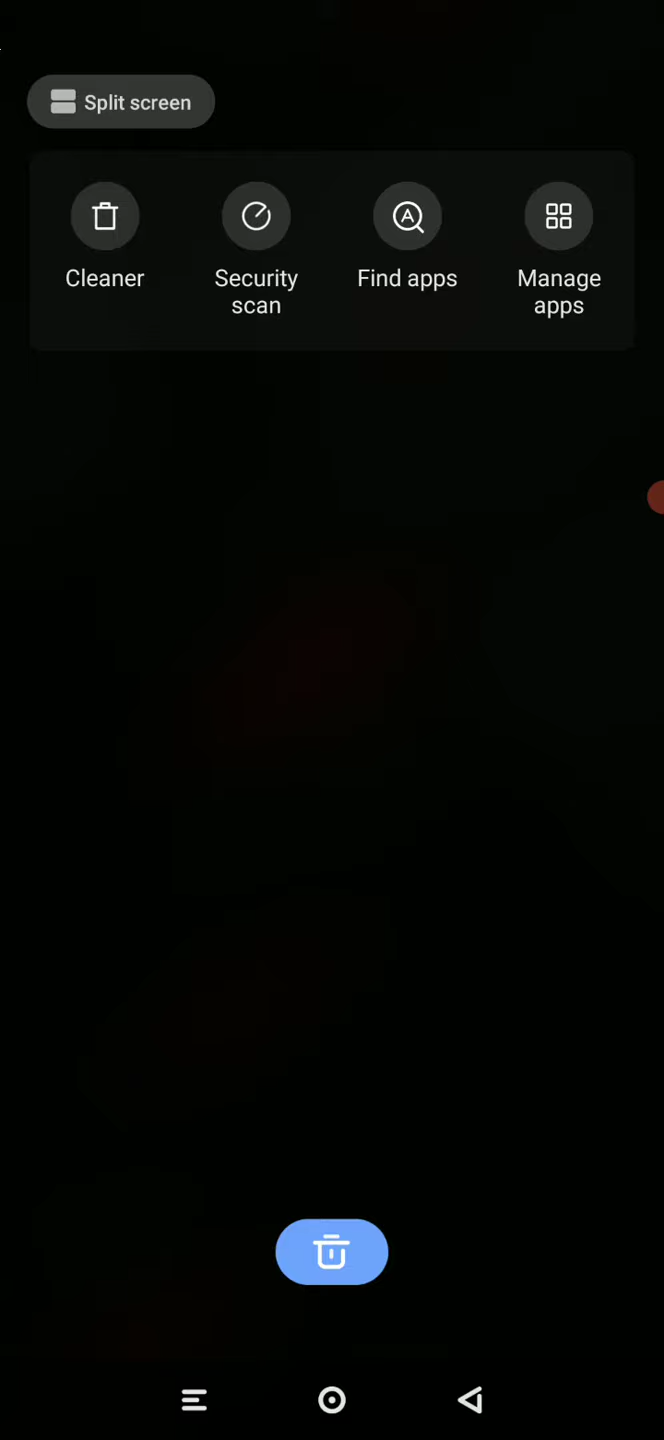 Split screen
Cleaner
Security
scan
Find apps
Manage
apps